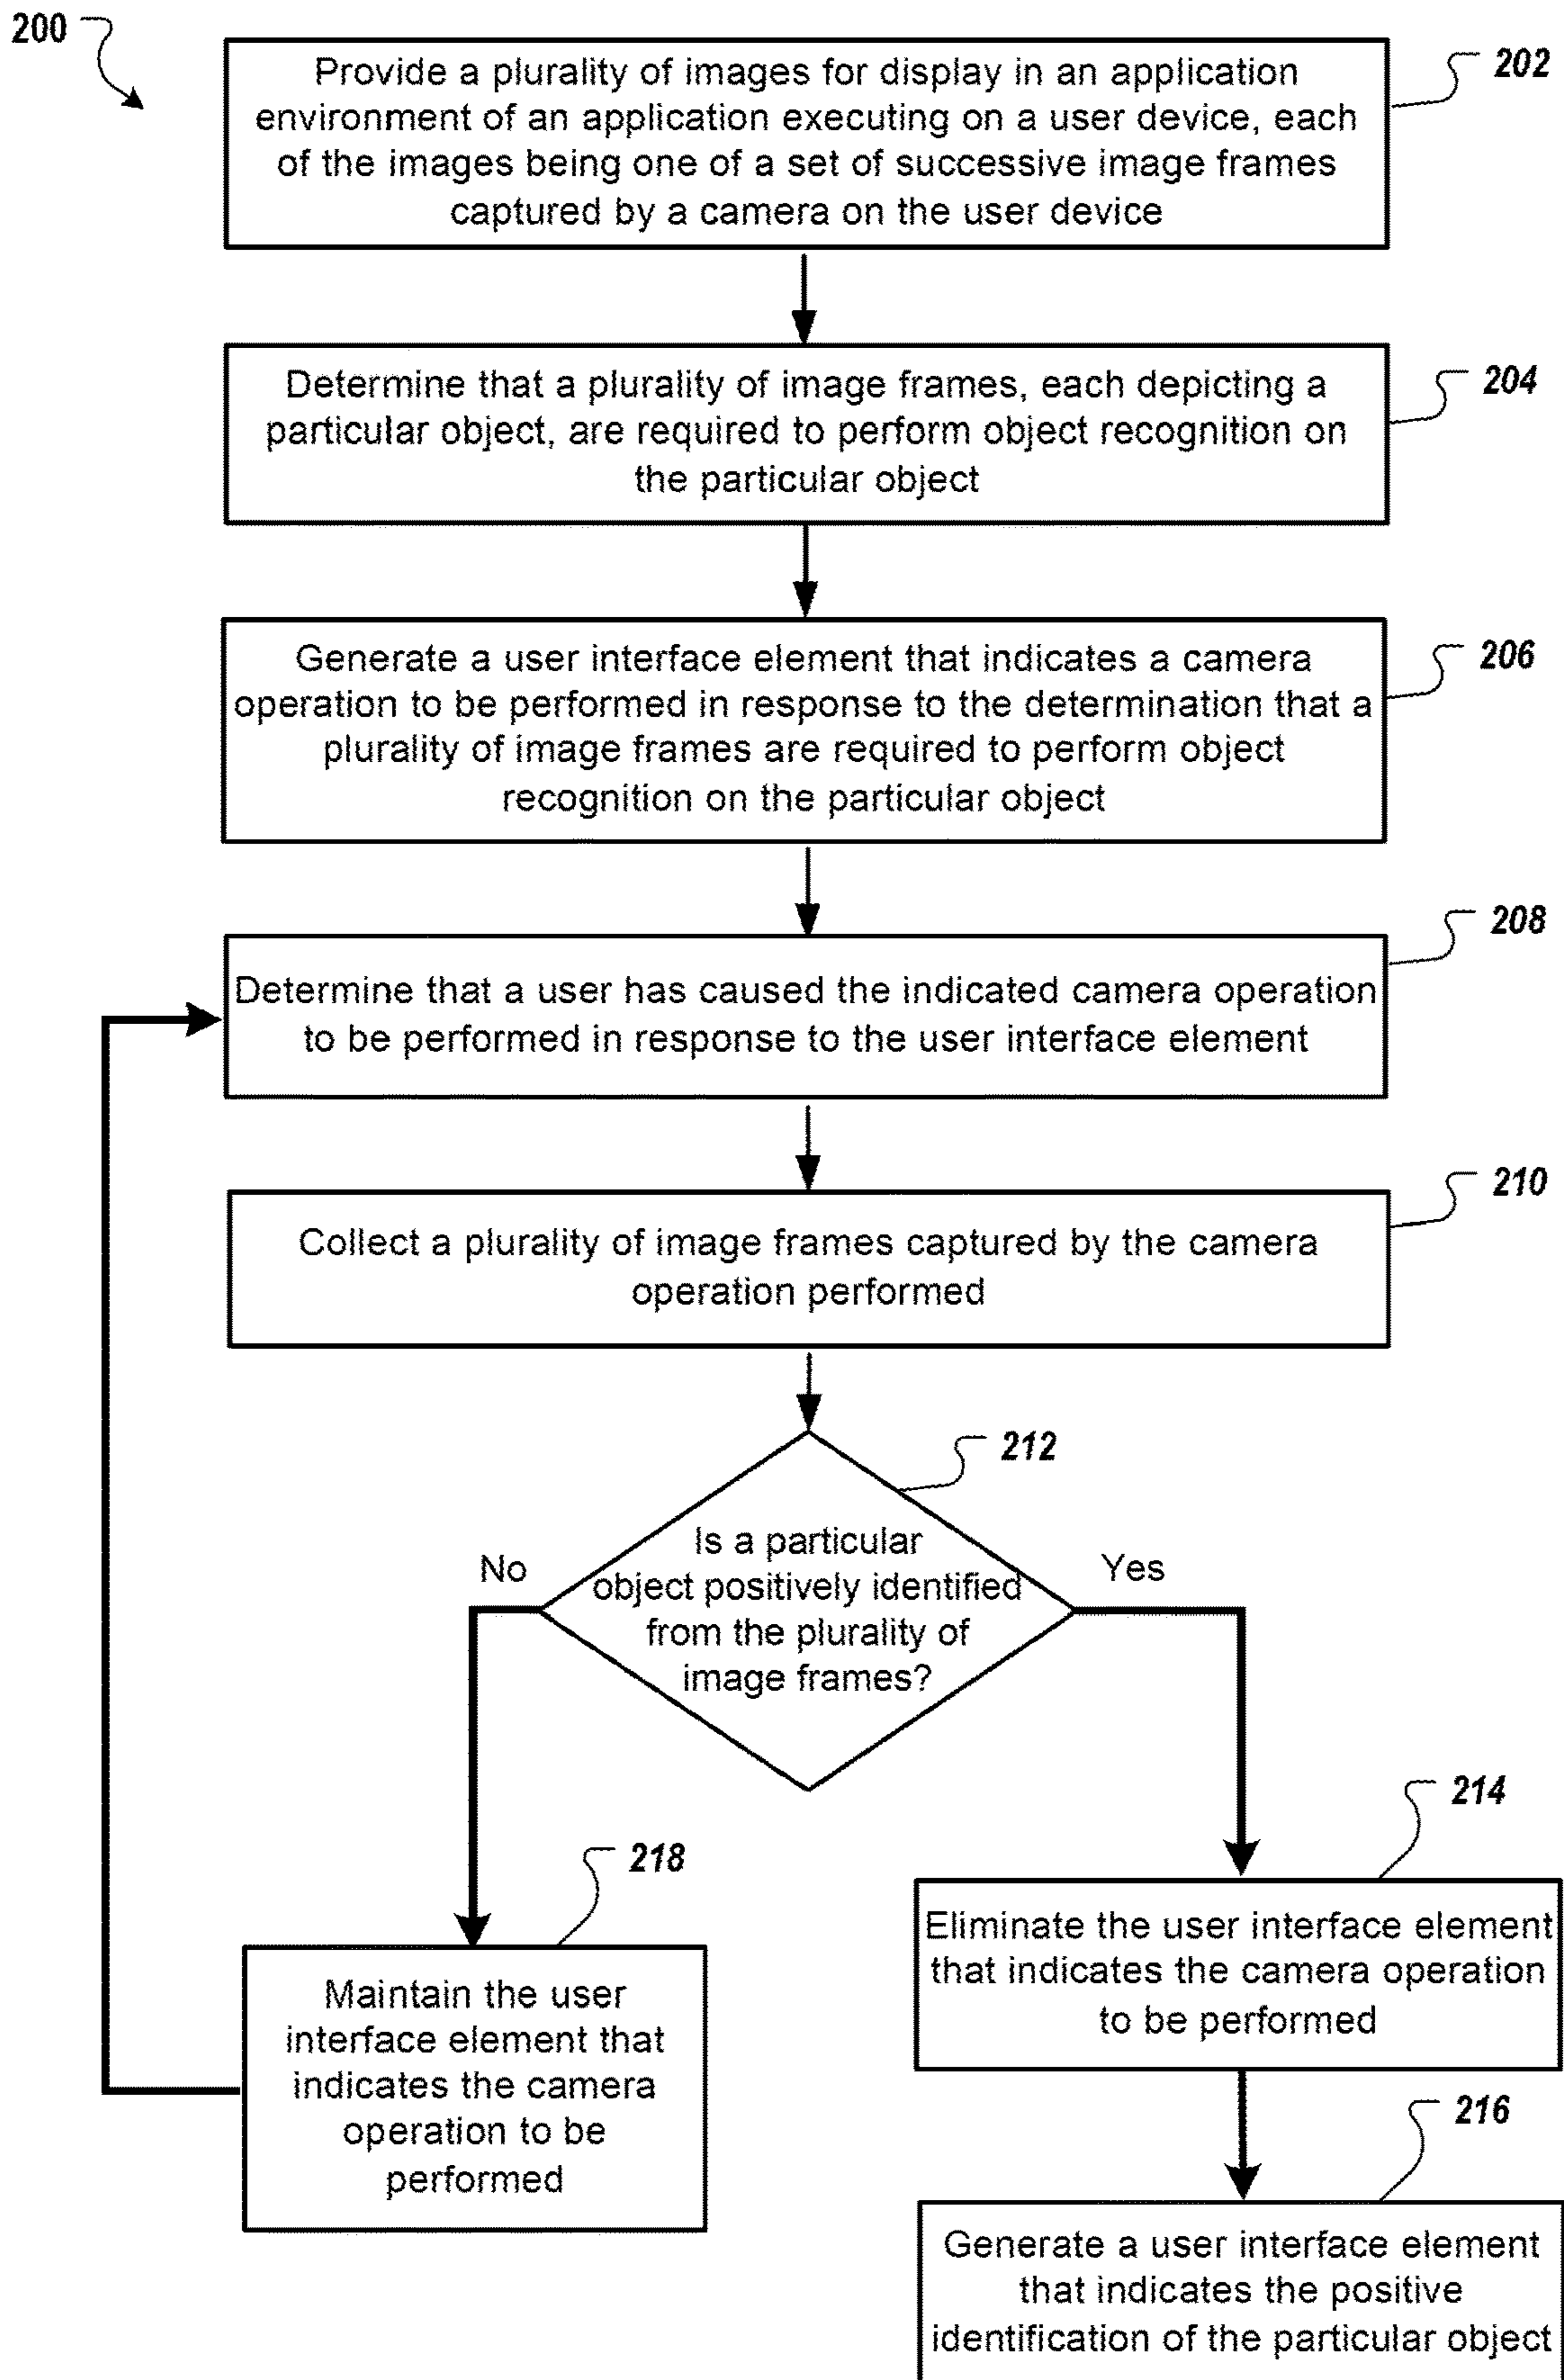 200
202
Provide a plurality of images for display in an application
environment of an application executing on a user device, each
of the images being one of a set of successive image frames
captured by a camera on the user device
204
Determine that a plurality of image frames, each depicting a
particular object, are required to perform object recognition on
the particular object
206
Generate a user interface element that indicates a camera
operation to be performed in response to the determination that a
plurality of image frames are required to perform object
recognition on the particular object
208
Determine that a user has caused the indicated camera operation
to be performed in response to the user interface element
210
Collect a plurality of image frames captured by the camera
operation performed
212
Is a particular
object positively identified
from the plurality of
image frames?
No
Yes
218
Maintain the user
interface element that
indicates the camera
operation to be
performed
214
Eliminate the user interface element
that indicates the camera operation
to be performed
216
Generate a user interface element
that indicates the positive
identification of the particular object